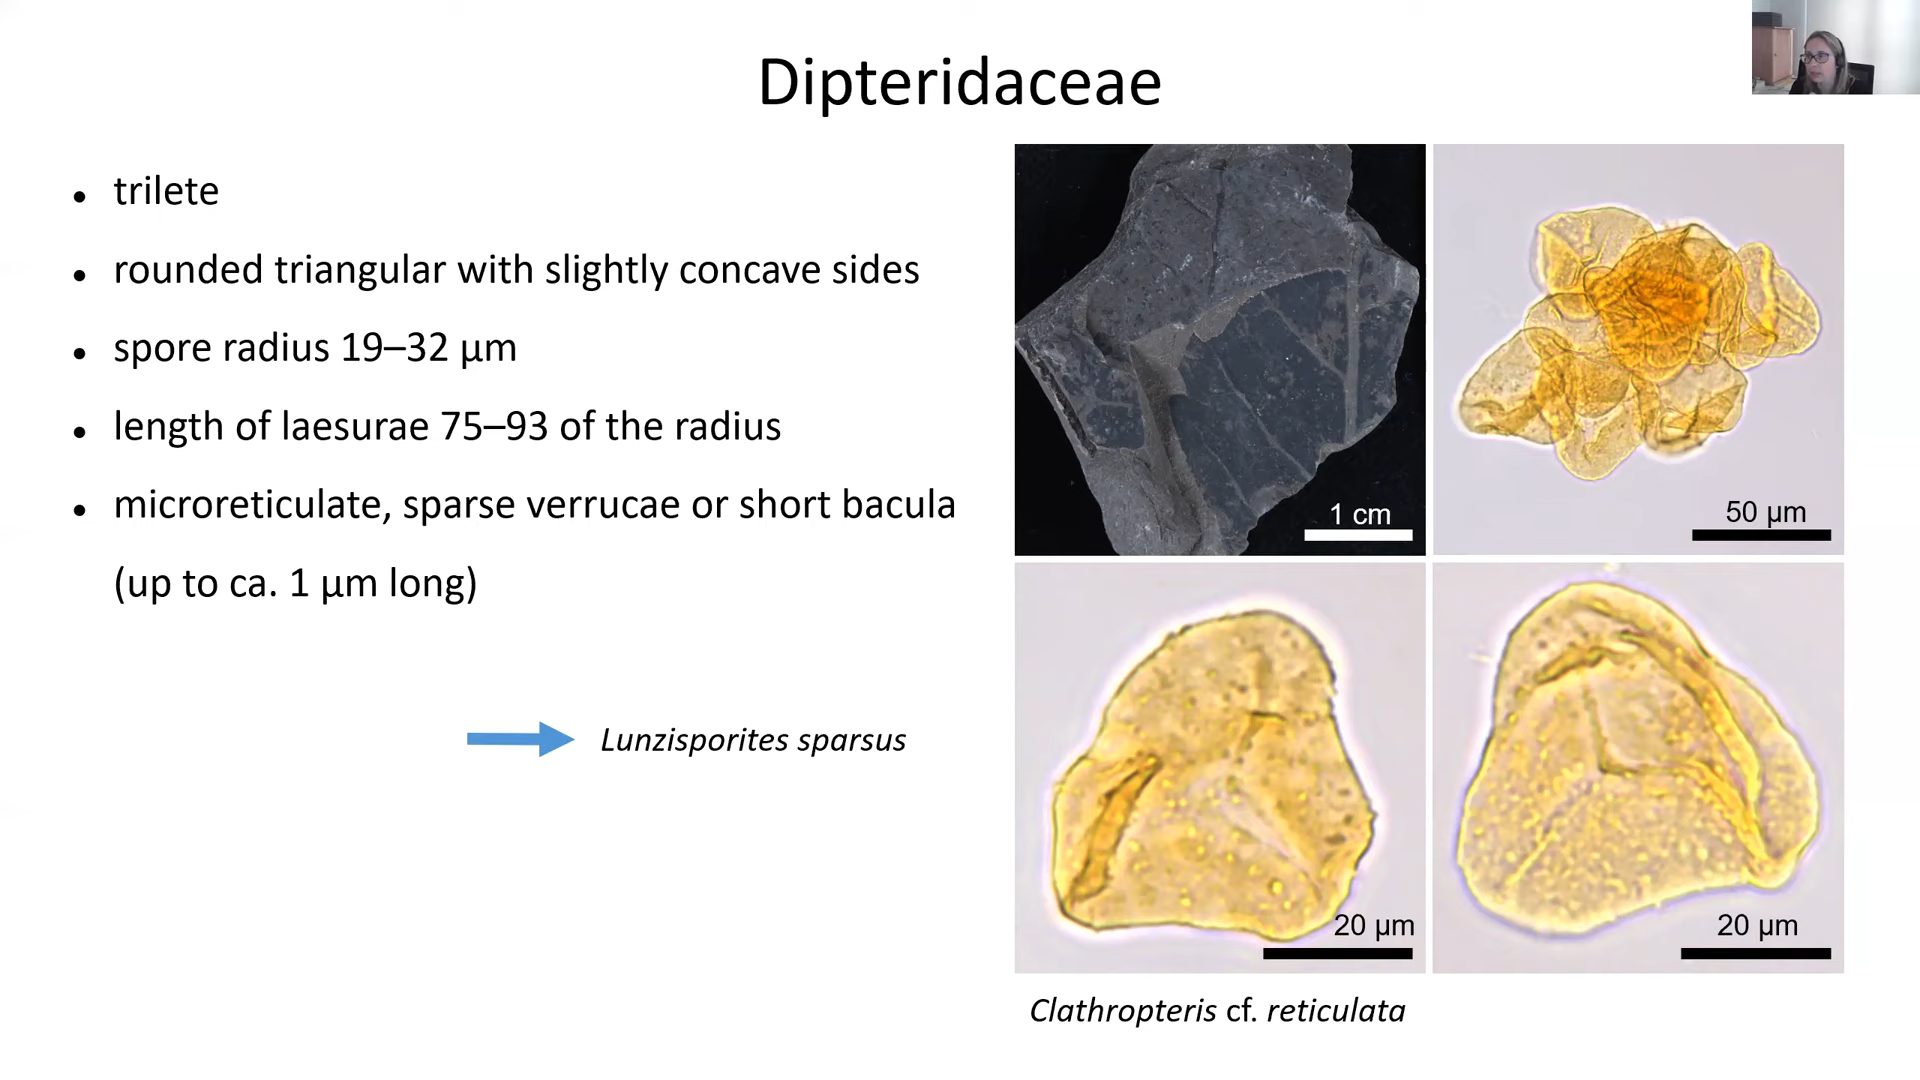 Dipteridaceae
• trilete
• rounded triangular with slightly concave sides
• spore radius 19–32 µm
• length of laesurae 75–93 of the radius
• microreticulate, sparse verrucae or short bacula
(up to ca. 1 µm long)
Lunzisporites sparsus
1 cm
50 µm
20 µm
20 µm
Clathropteris cf. reticulata